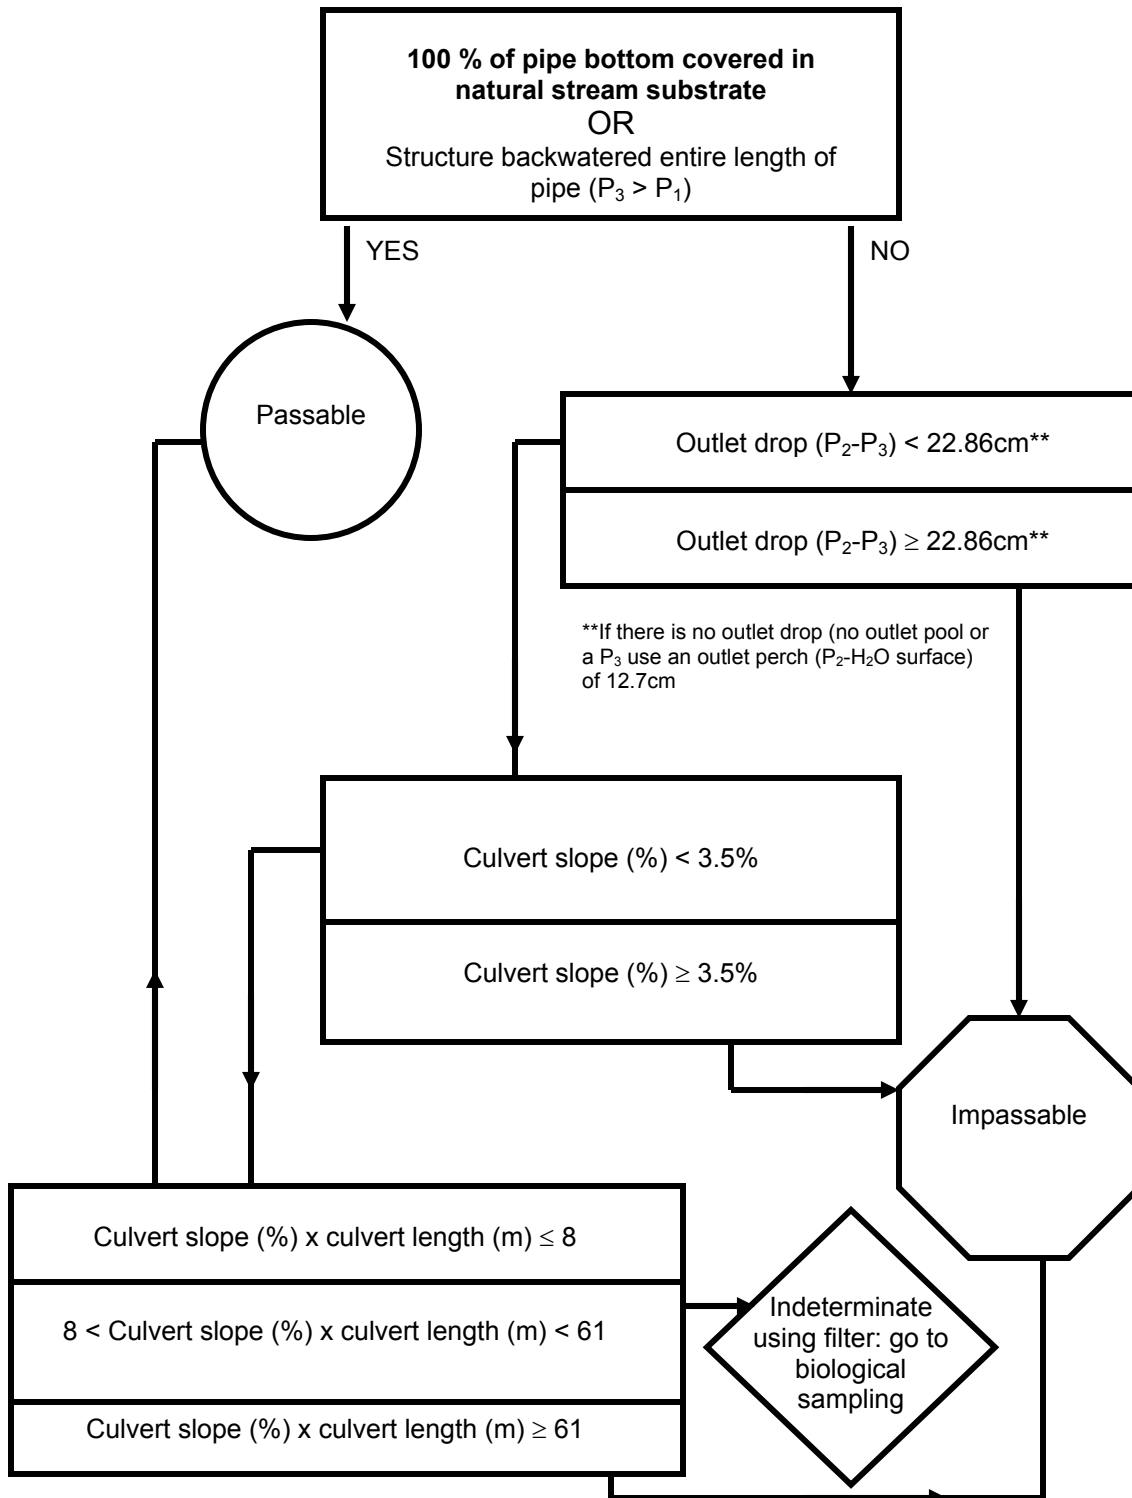 100 % of pipe bottom covered in
natural stream substrate
OR
Structure backwatered entire length of
pipe (P₃ > P₁)
YES
NO
Passable
Outlet drop (P₂-P₃) < 22.86cm**
Outlet drop (P₂-P₃) ≥ 22.86cm**
**If there is no outlet drop (no outlet pool or
a P₃ use an outlet perch (P₂-H₂O surface)
of 12.7cm
Culvert slope (%) < 3.5%
Culvert slope (%) ≥ 3.5%
Impassable
Culvert slope (%) x culvert length (m) ≤ 8
8 < Culvert slope (%) x culvert length (m) < 61
Culvert slope (%) x culvert length (m) ≥ 61
Indeterminate
using filter: go to
biological
sampling